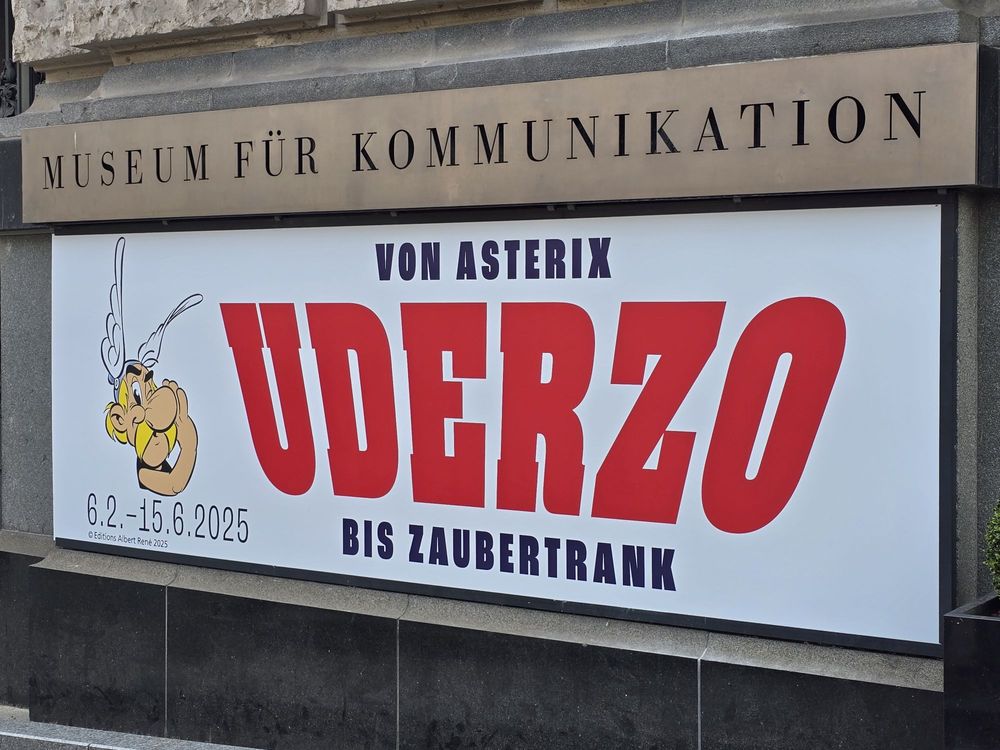 MUSEUM FÜR KOMMUNIKATION
VON ASTERIX
UDERZO
BIS ZAUBERTRANK
6.2.–15.6.2025
© Editions Albert René 2025